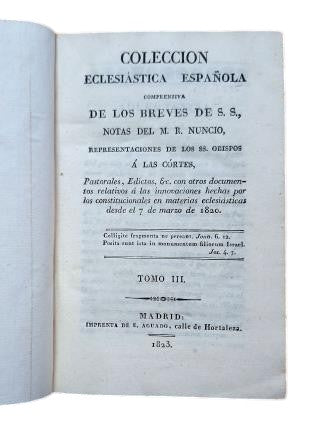 COLECCION
ECLESIÁSTICA ESPAÑOLA
COMPRENSIVA
DE LOS BREVES DE S. S.,
NOTAS DEL M. R. NUNCIO,
REPRESENTACIONES DE LOS SS. OBISPOS
Á LAS CÓRTES,
Pastorales, Edictos, &c. con otros documen-
tos relativos á las innovaciones hechas por
los constitucionales en materias eclesiásticas
desde el 7 de marzo de 1820.
Colligite fragmenta ne pereant. Joan. 6. 12.
Posita sunt ista in monumentum filiorum Israel.
Jos. 4. 7.
TOMO III.
MADRID:
IMPRENTA DE E. AGUADO, calle de Hortaleza.
1823.